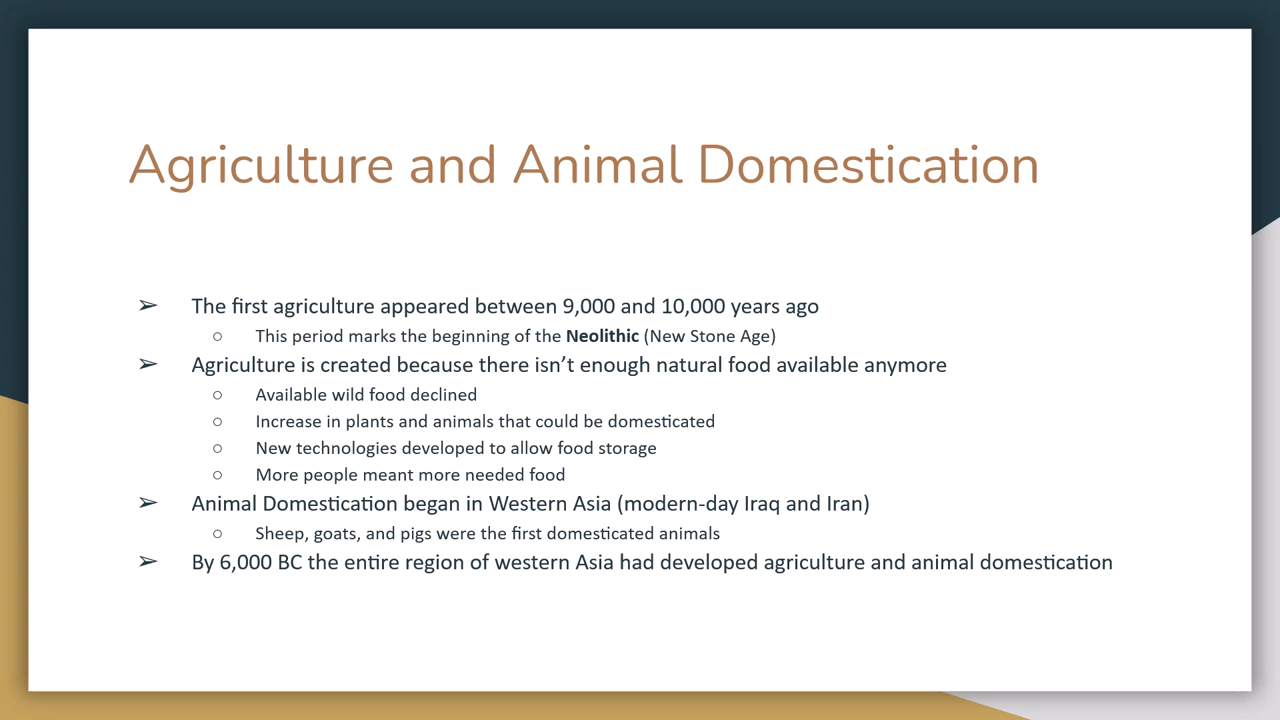 Agriculture and Animal Domestication
➢ The first agriculture appeared between 9,000 and 10,000 years ago
○ This period marks the beginning of the Neolithic (New Stone Age)
➢ Agriculture is created because there isn’t enough natural food available anymore
○ Available wild food declined
○ Increase in plants and animals that could be domesticated
○ New technologies developed to allow food storage
○ More people meant more needed food
➢ Animal Domestication began in Western Asia (modern-day Iraq and Iran)
○ Sheep, goats, and pigs were the first domesticated animals
➢ By 6,000 BC the entire region of western Asia had developed agriculture and animal domestication